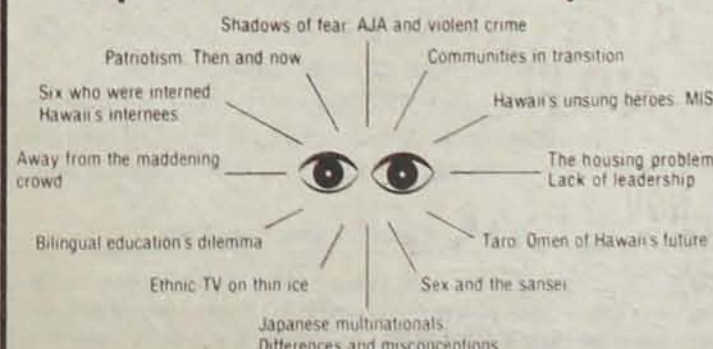 Shadows of fear: AJA and violent crime
Patriotism: Then and now
Communities in transition
Six who were interned:
Hawaii's internees
Hawaii's unsung heroes: MIS
Away from the maddening
crowd
The housing problem:
Lack of leadership
Bilingual education's dilemma
Taro: Omen of Hawaii's future
Ethnic TV on thin ice
Sex and the sansei
Japanese multinationals:
Differences and misconceptions